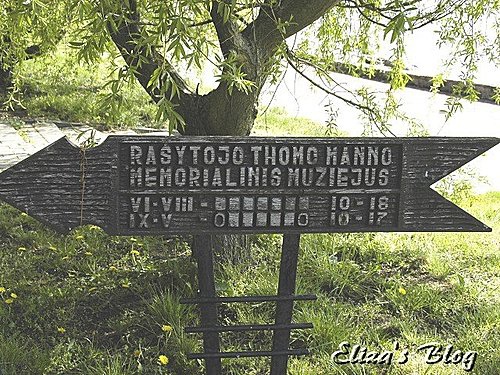 RAŠYTOJO THOMO MANNO
MEMORIALINIS MUZIEJUS
VI-VIII - 10-18
IX-V - 10-17
Eliza's Blog